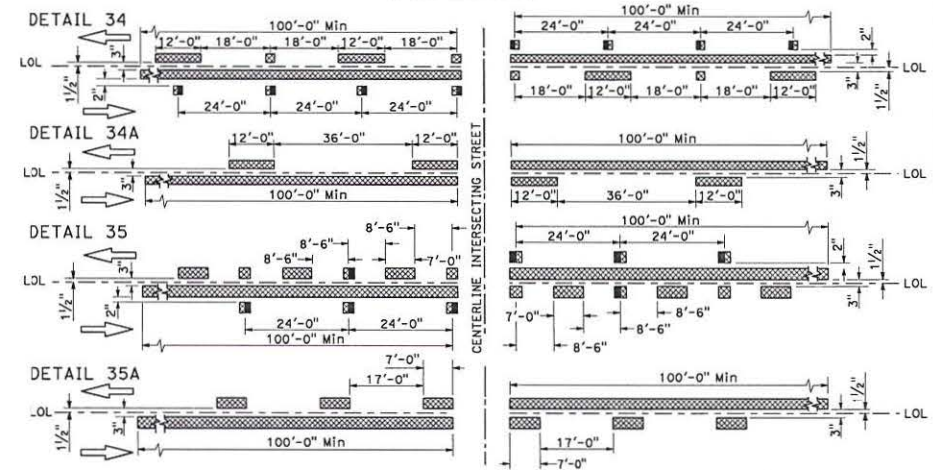 DETAIL 34
100'-0" Min
12'-0" 18'-0" 18'-0" 12'-0" 18'-0"
3"
LOL
1½"
2"
24'-0" 24'-0" 24'-0"
100'-0" Min
24'-0" 24'-0" 24'-0"
2"
LOL
18'-0" 12'-0" 18'-0" 18'-0" 12'-0"
3"
1½"
DETAIL 34A
12'-0" 36'-0" 12'-0"
LOL
1½"
3"
100'-0" Min
100'-0" Min
1½"
LOL
12'-0" 36'-0" 12'-0"
3"
CENTERLINE INTERSECTING STREET
DETAIL 35
8'-6"
8'-6"
8'-6"
7'-0"
3"
LOL
1½"
2"
24'-0" 24'-0"
100'-0" Min
100'-0" Min
24'-0" 24'-0"
2"
1½"
LOL
3"
7'-0"
8'-6"
8'-6"
8'-6"
DETAIL 35A
7'-0"
17'-0"
LOL
1½"
3"
100'-0" Min
100'-0" Min
1½"
LOL
3"
17'-0"
7'-0"